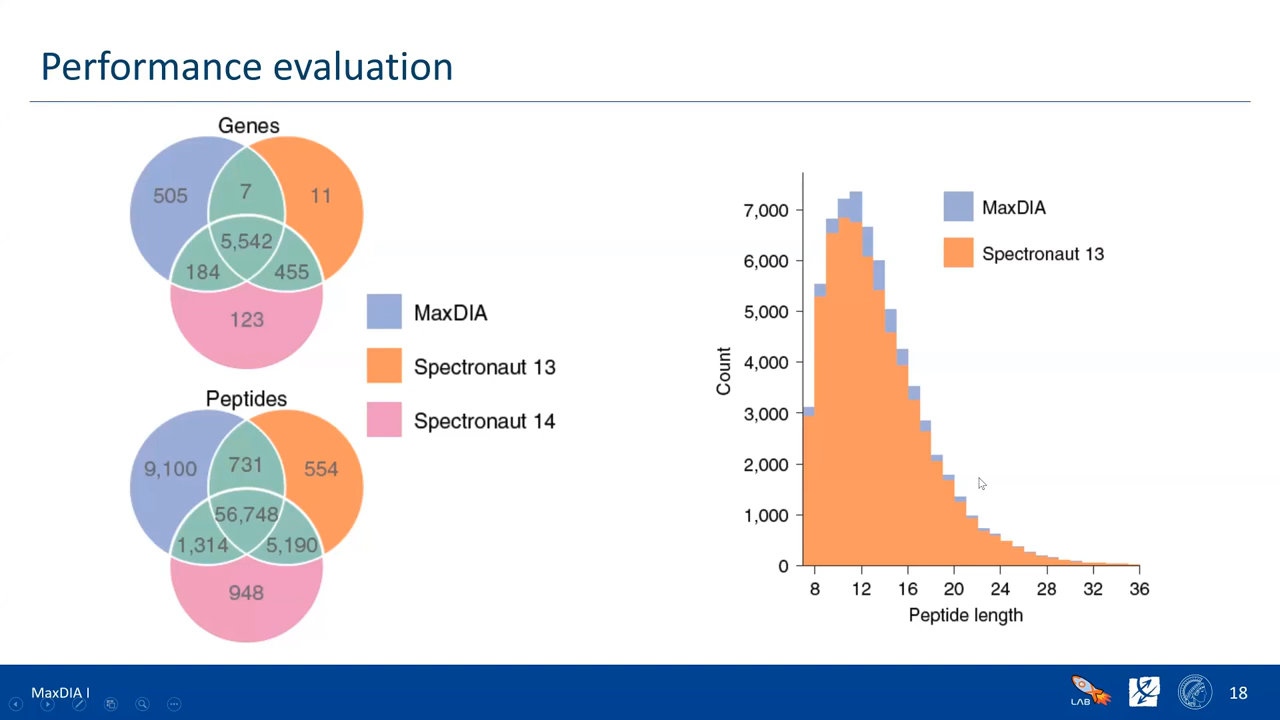 Performance evaluation
Genes
505
7
11
5,542
184
455
123
MaxDIA
Spectronaut 13
Spectronaut 14
Peptides
9,100
731
554
56,748
1,314
5,190
948
MaxDIA
Spectronaut 13
Count
7,000
6,000
5,000
4,000
3,000
2,000
1,000
0
8 12 16 20 24 28 32 36
Peptide length
MaxDIA I
LAB
18